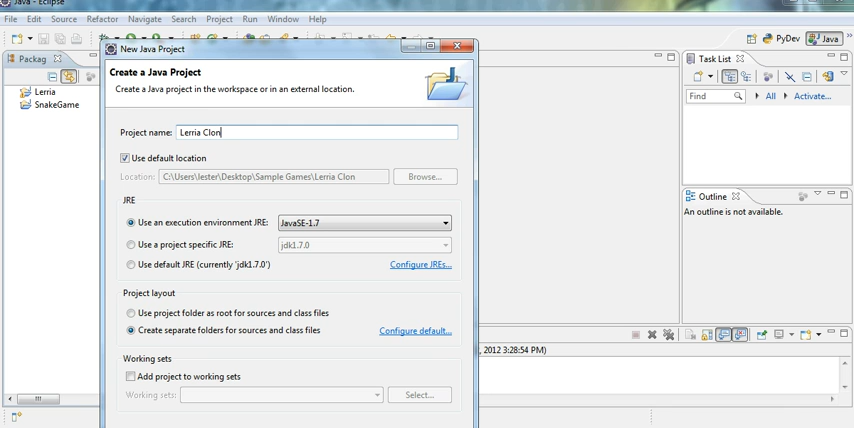 Java - Eclipse
File Edit Source Refactor Navigate Search Project Run Window Help
PyDev Java
Packag
Lerria
SnakeGame
New Java Project
Create a Java Project
Create a Java project in the workspace or in an external location.
Project name: Lerria Clon
Use default location
Location: C:\Users\lester\Desktop\Sample Games\Lerria Clon Browse...
JRE
Use an execution environment JRE: JavaSE-1.7
Use a project specific JRE: jdk1.7.0
Use default JRE (currently 'jdk1.7.0') Configure JREs...
Project layout
Use project folder as root for sources and class files
Create separate folders for sources and class files Configure default...
Working sets
Add project to working sets
Working sets: Select...
Task List
Find All Activate...
Outline
An outline is not available.
, 2012 3:28:54 PM)